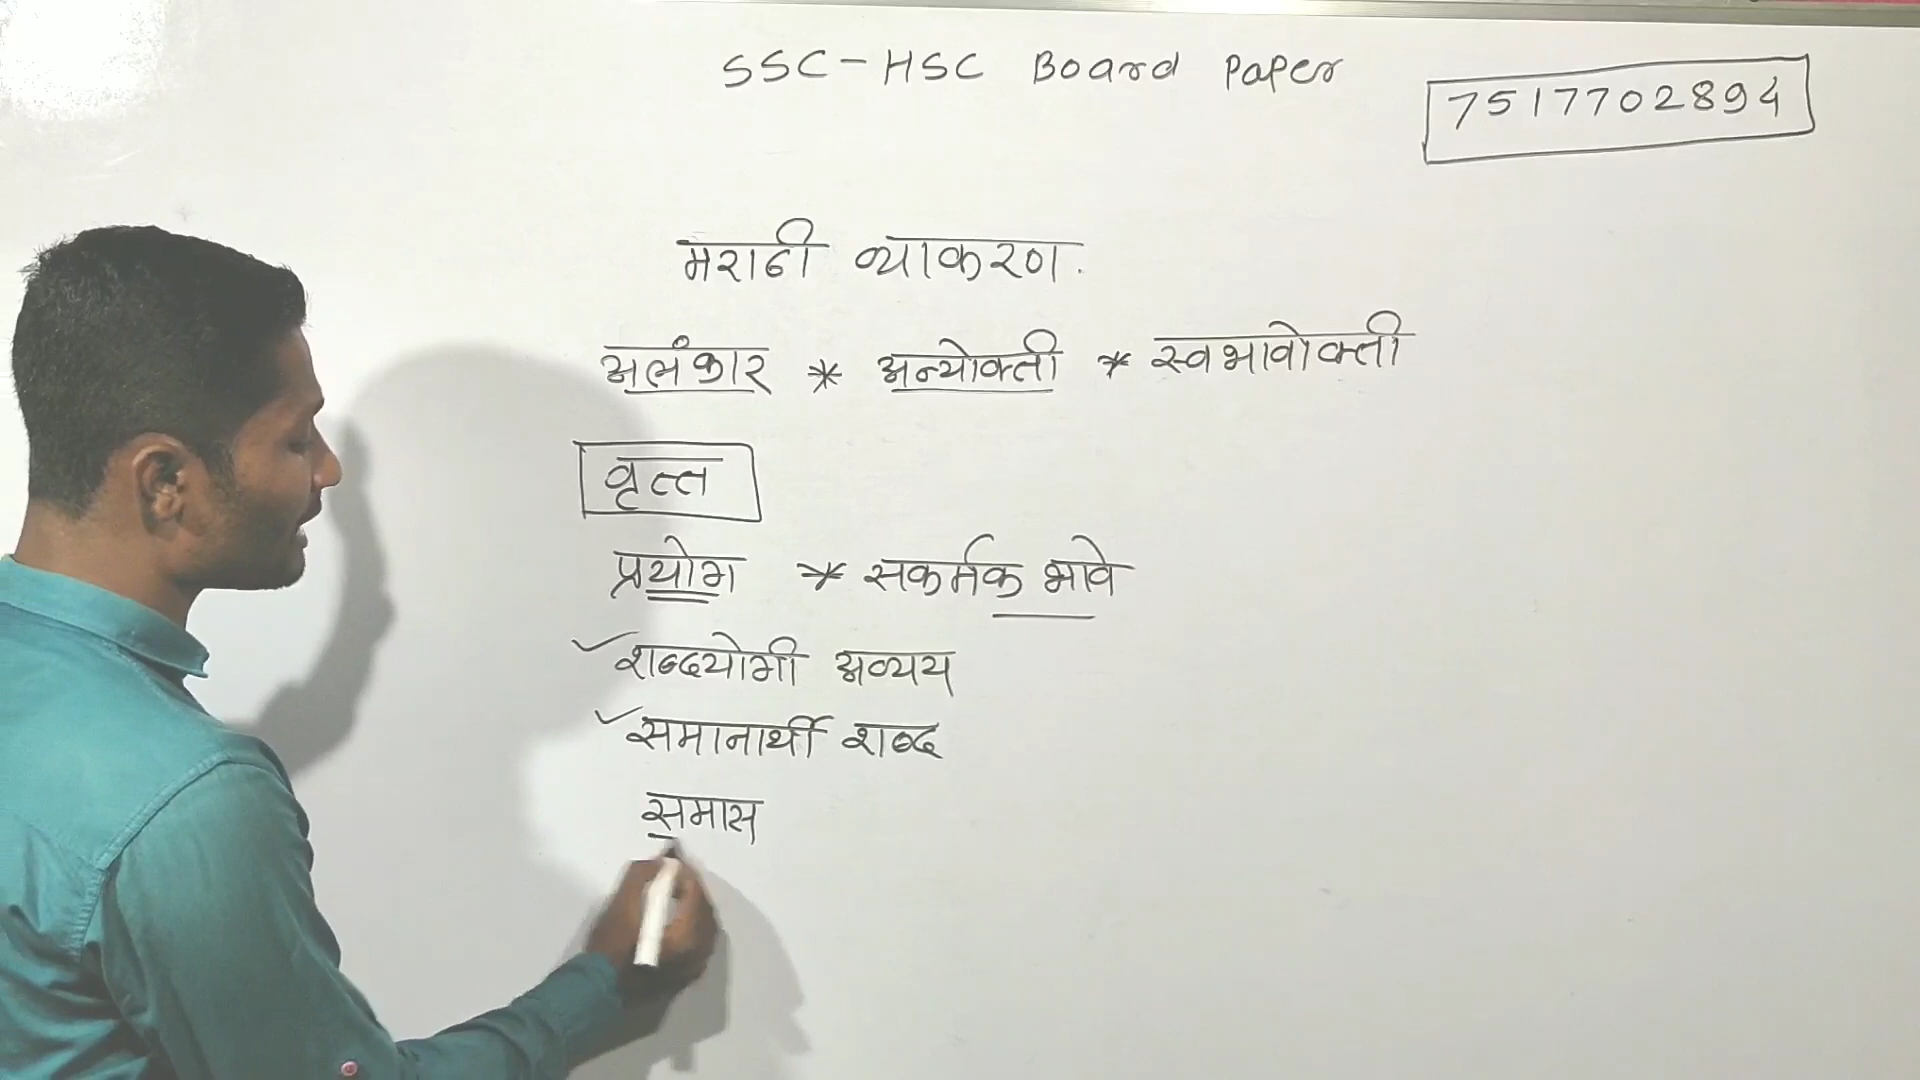 SSC-HSC Board Paper
7517702894
मराठी व्याकरण.
अलंकार * अन्योक्ती * स्वभावोक्ती
वृत्त
प्रयोग * सकर्मक भावे
✓शब्दयोगी अव्यय
✓समानार्थी शब्द
समास